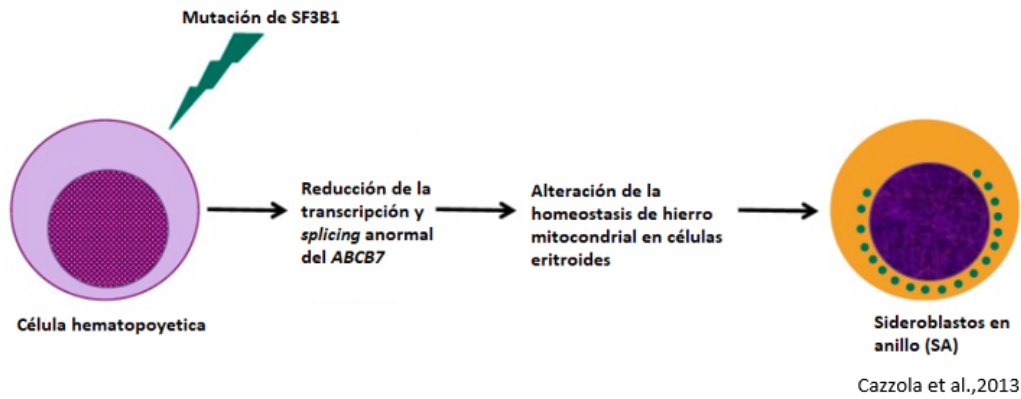 Mutación de SF3B1
Reducción de la
transcripción y
splicing anormal
del ABCB7
Alteración de la
homeostasis de hierro
mitocondrial en células
eritroides
Célula hematopoyetica
Sideroblastos en
anillo (SA)
Cazzola et al.,2013